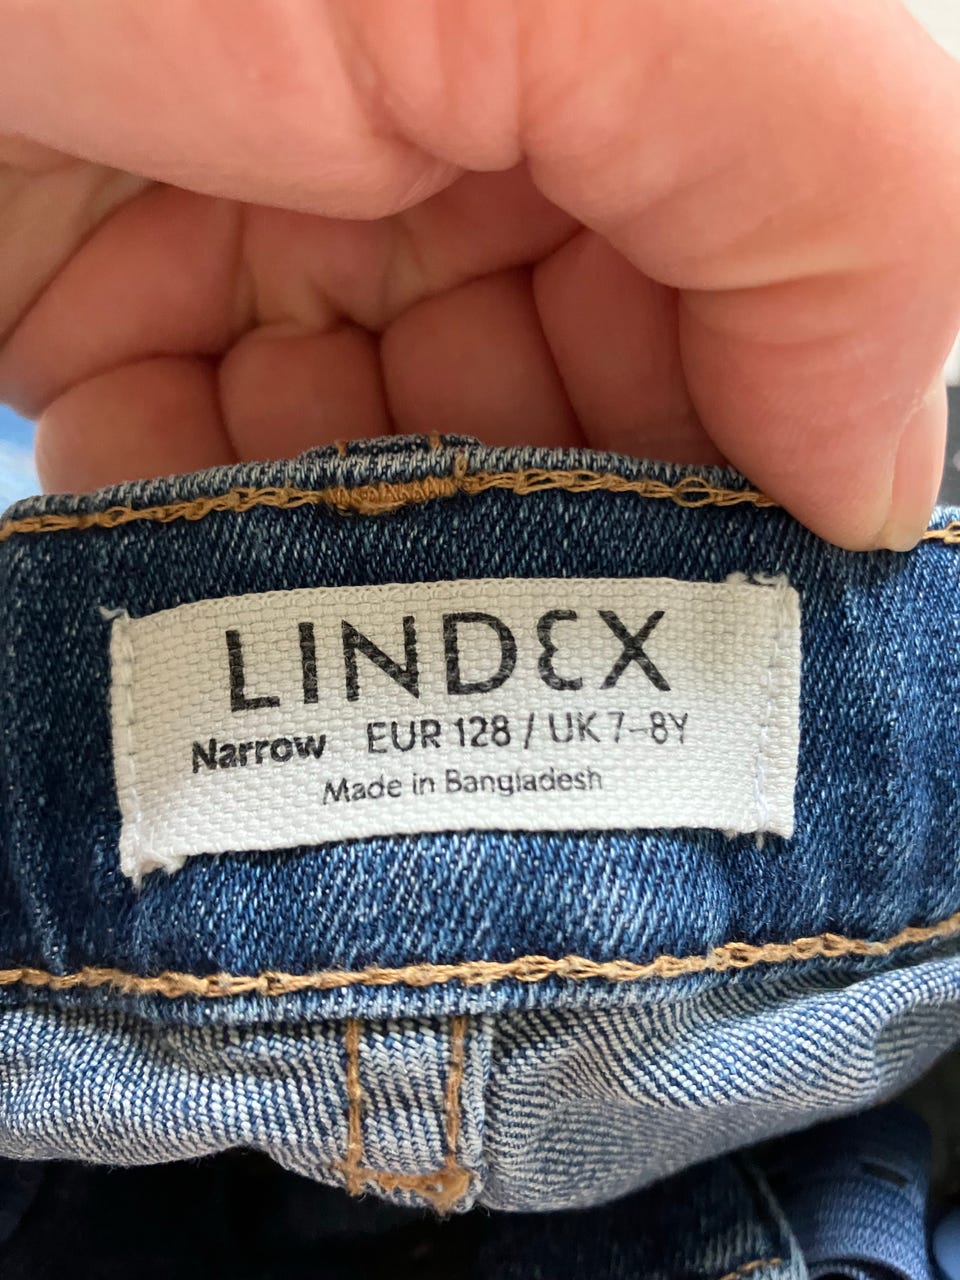 LINDEX
Narrow EUR 128 / UK 7-8Y
Made in Bangladesh